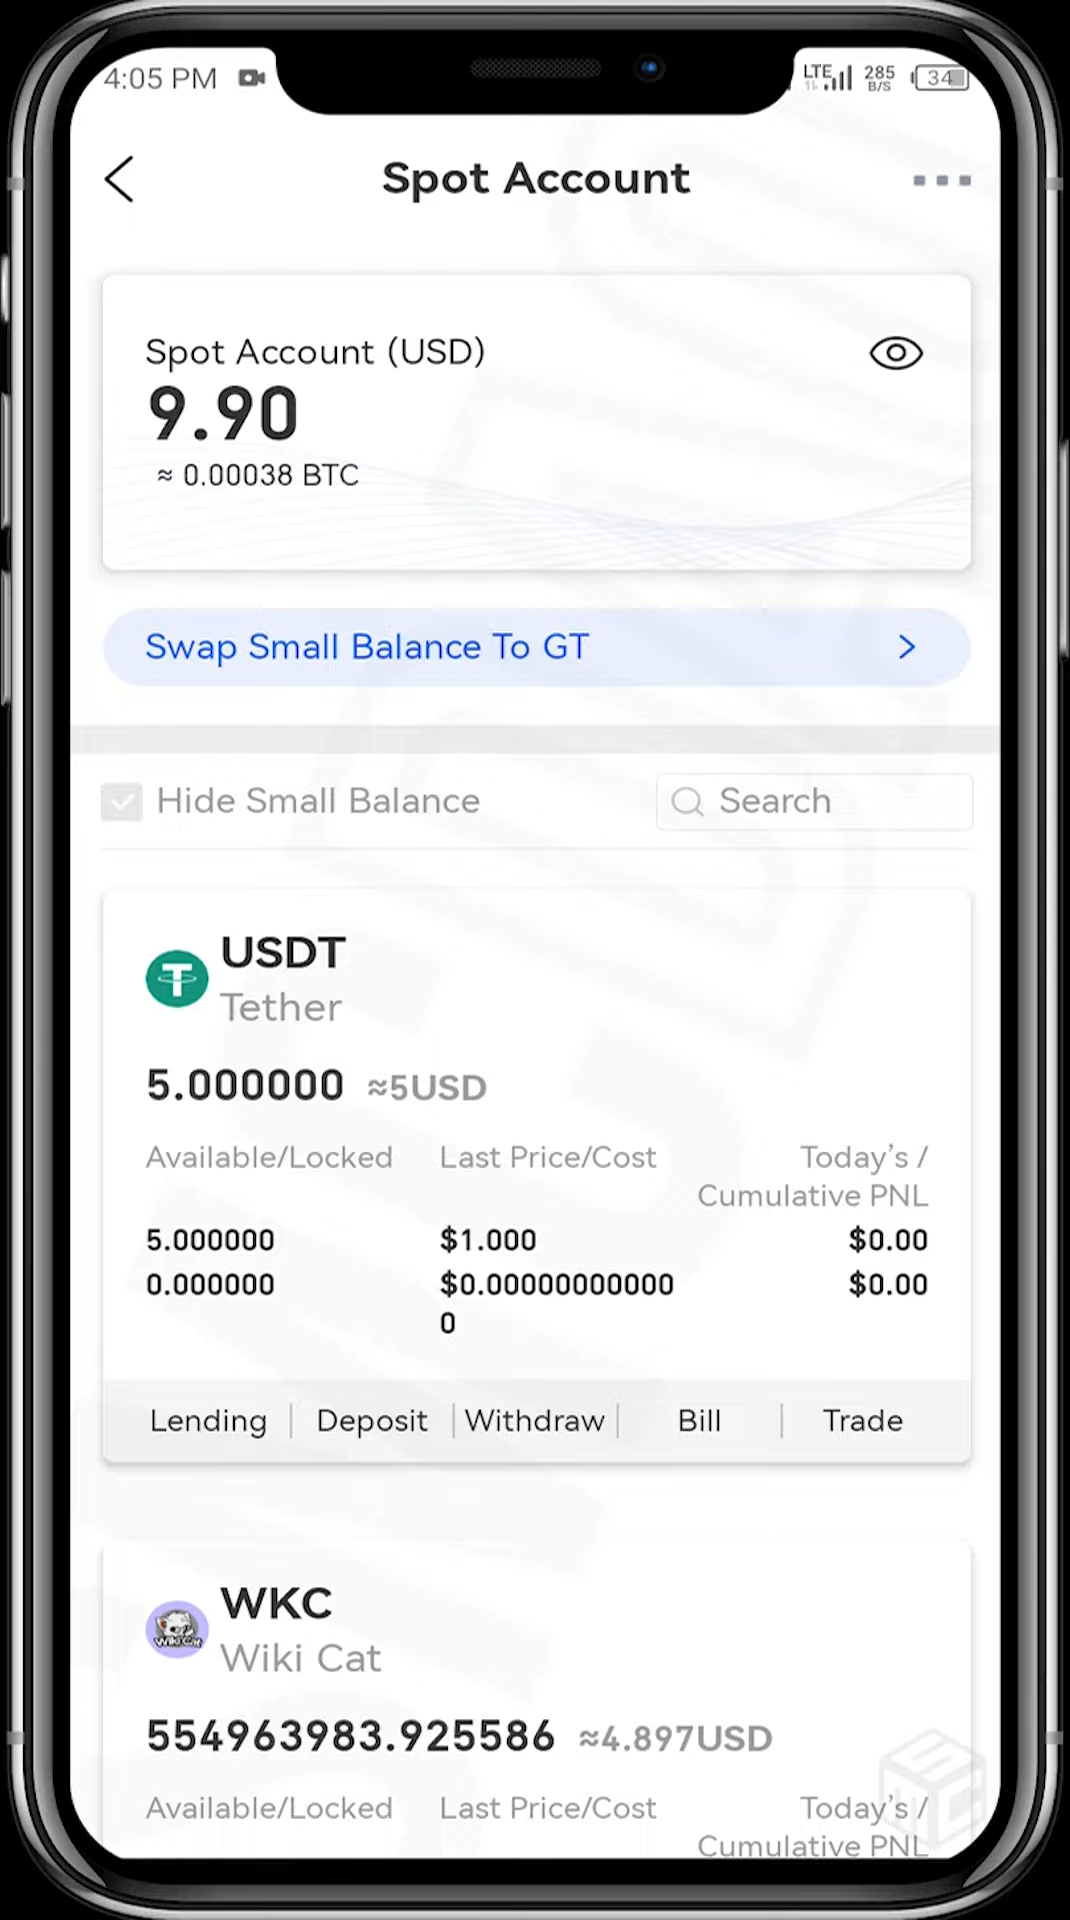 4:05 PM
LTE 285 B/S 34
Spot Account
Spot Account (USD)
9.90
≈ 0.00038 BTC
Swap Small Balance To GT
Hide Small Balance
Search
USDT
Tether
5.000000 ≈5USD
Available/Locked Last Price/Cost Today's /
Cumulative PNL
5.000000 $1.000 $0.00
0.000000 $0.00000000000 $0.00
0
Lending Deposit Withdraw Bill Trade
WKC
Wiki Cat
Wiki Cat
554963983.925586 ≈4.897USD
Available/Locked Last Price/Cost Today's /
Cumulative PNL